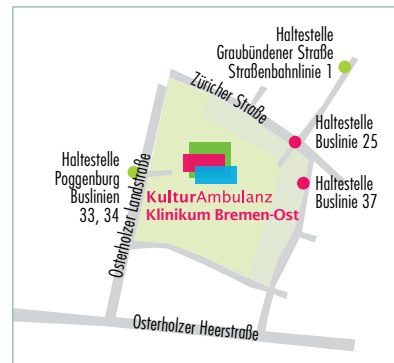 Haltestelle
Graubündener Straße
Straßenbahnlinie 1
Züricher Straße
Haltestelle
Buslinie 25
Haltestelle
Poggenburg
Buslinien
33, 34
Haltestelle
Buslinie 37
KulturAmbulanz
Klinikum Bremen-Ost
Osterholzer Landstraße
Osterholzer Heerstraße